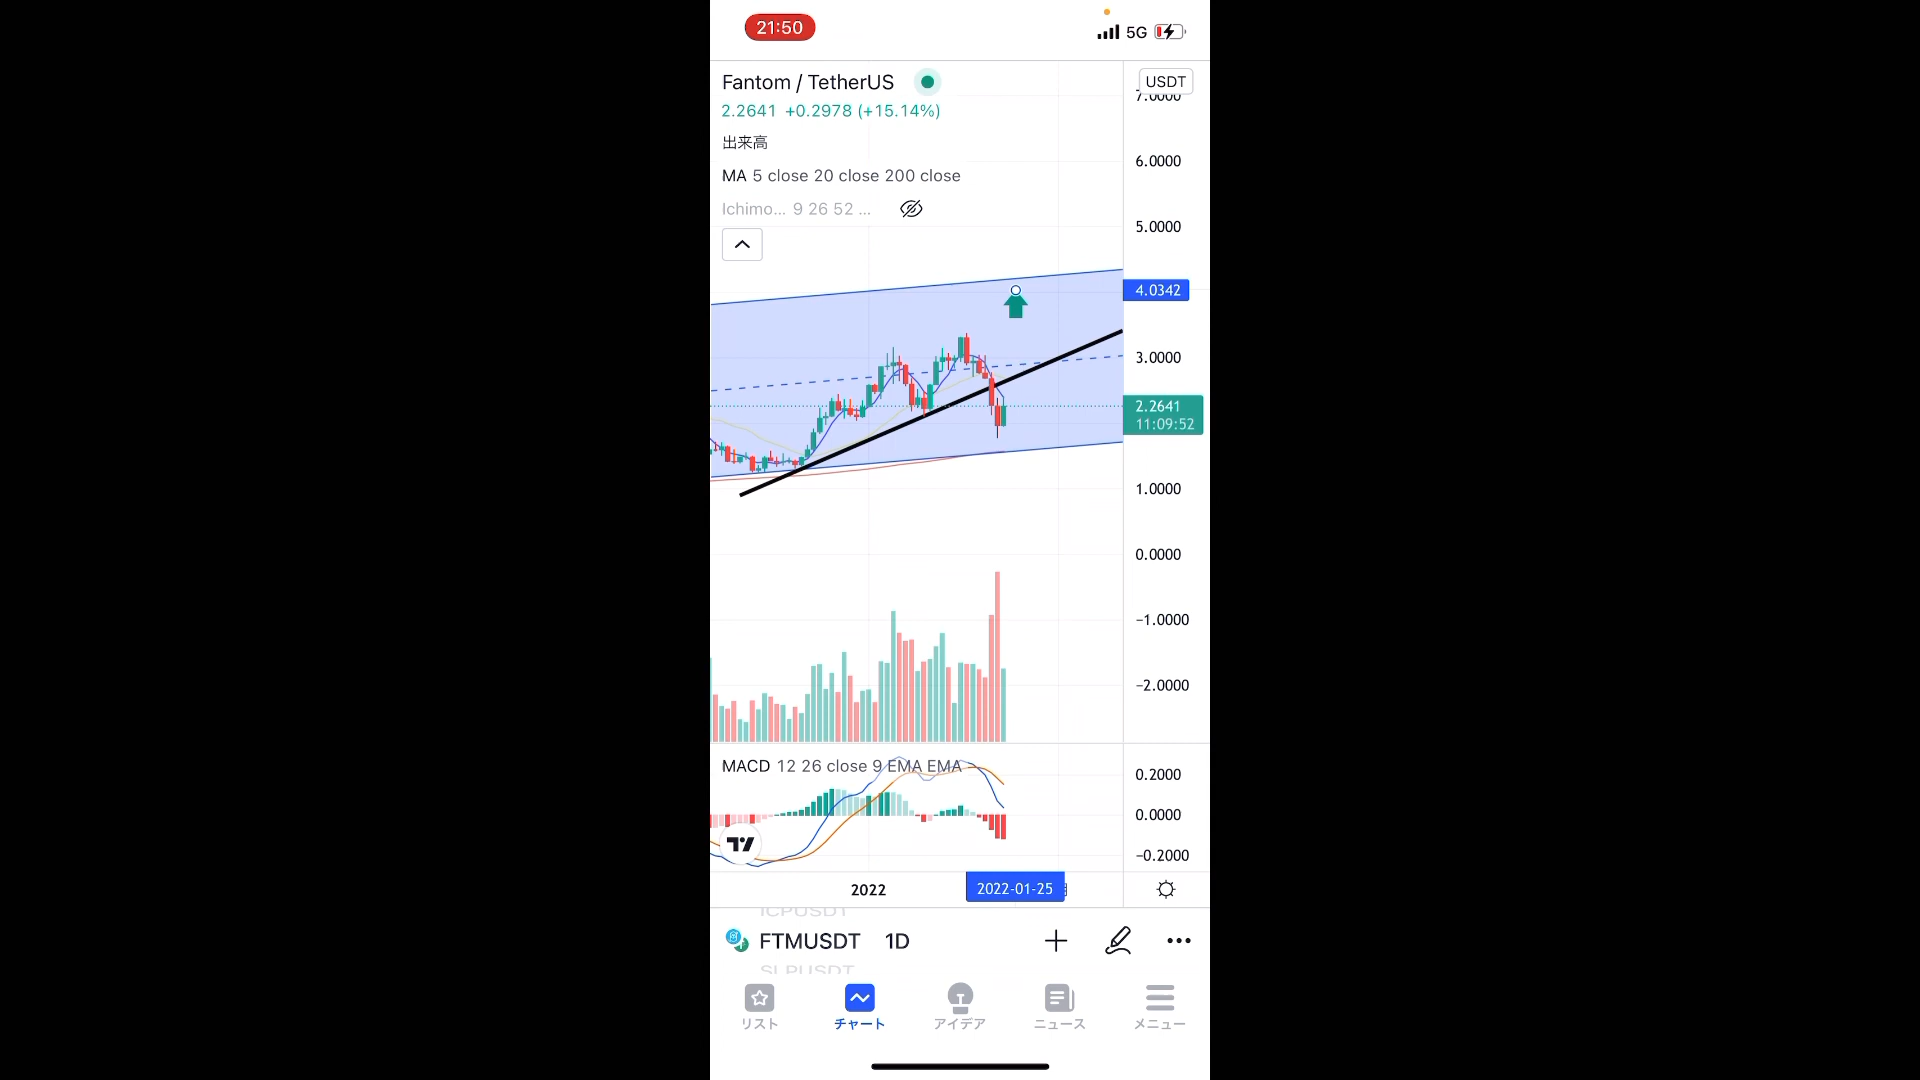 21:50
5G
Fantom / TetherUS
USDT
7.0000
2.2641 +0.2978 (+15.14%)
出来高
6.0000
MA 5 close 20 close 200 close
Ichimo... 9 26 52 ...
5.0000
4.0342
3.0000
2.2641
11:09:52
1.0000
0.0000
−1.0000
−2.0000
MACD 12 26 close 9 EMA EMA
0.2000
0.0000
−0.2000
2022
2022-01-25
ICPUSDT
FTMUSDT 1D
SLPUSDT
リスト
チャート
アイデア
ニュース
メニュー